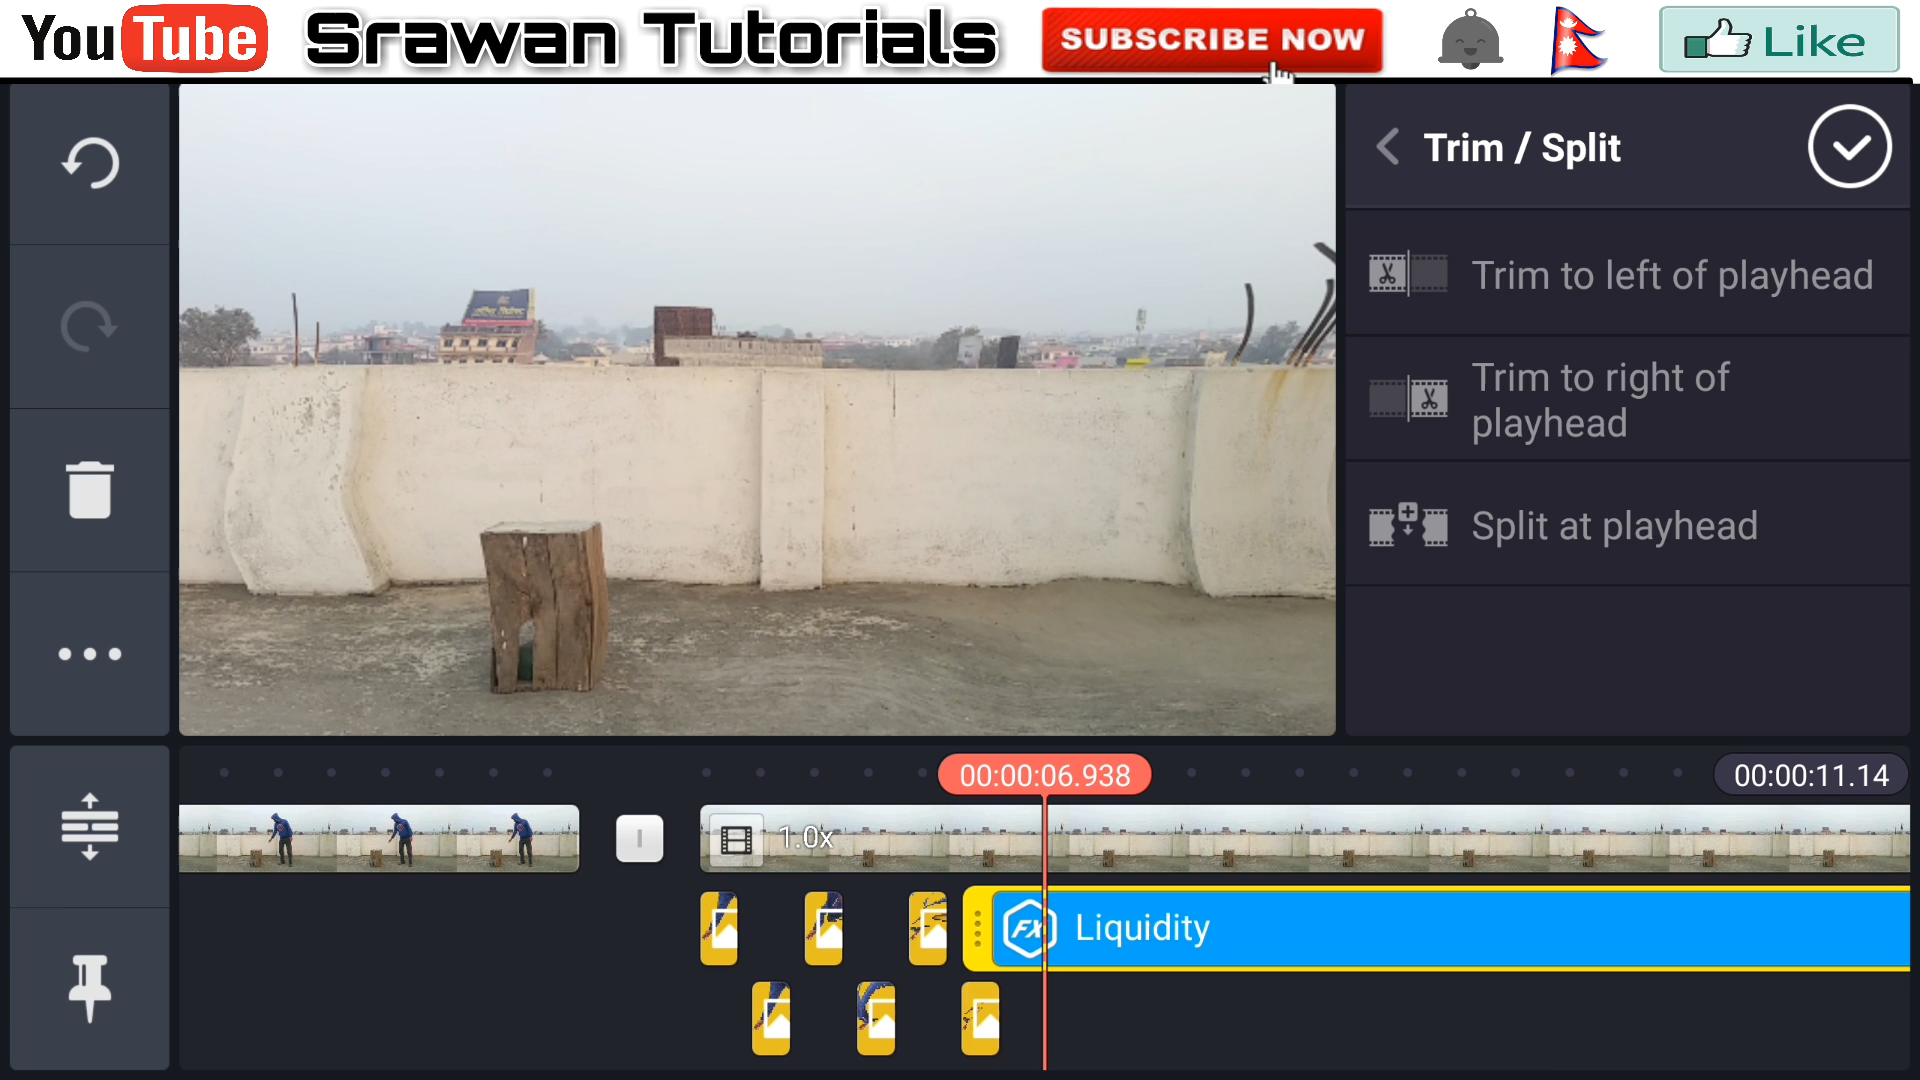 YouTube Srawan Tutorials SUBSCRIBE NOW Like
Trim / Split
Trim to left of playhead
Trim to right of
playhead
Split at playhead
00:00:06.938
00:00:11.14
1.0x
FX Liquidity